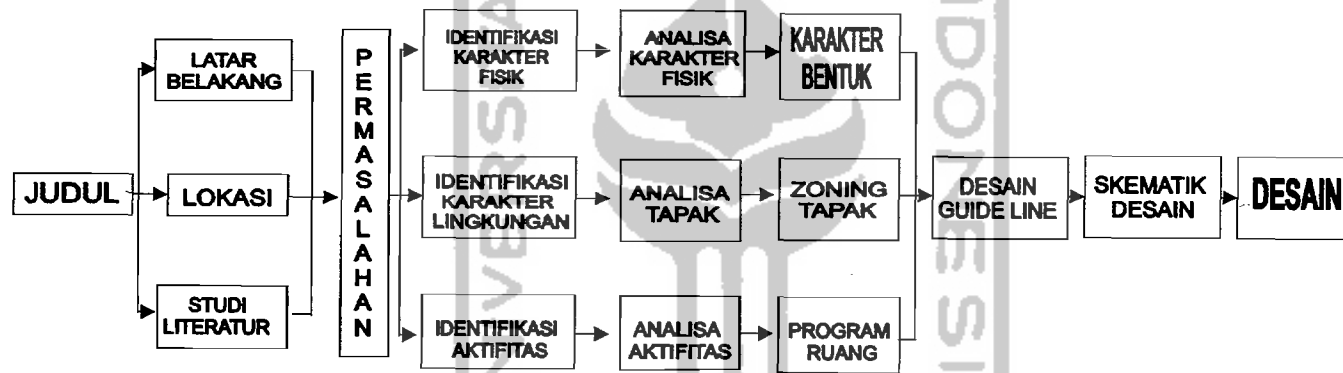 JUDUL
LATAR
BELAKANG
LOKASI
STUDI
LITERATUR
PERMASALAHAN
IDENTIFIKASI
KARAKTER
FISIK
ANALISA
KARAKTER
FISIK
KARAKTER
BENTUK
IDENTIFIKASI
KARAKTER
LINGKUNGAN
ANALISA
TAPAK
ZONING
TAPAK
IDENTIFIKASI
AKTIFITAS
ANALISA
AKTIFITAS
PROGRAM
RUANG
DESAIN
GUIDE LINE
SKEMATIK
DESAIN
DESAIN